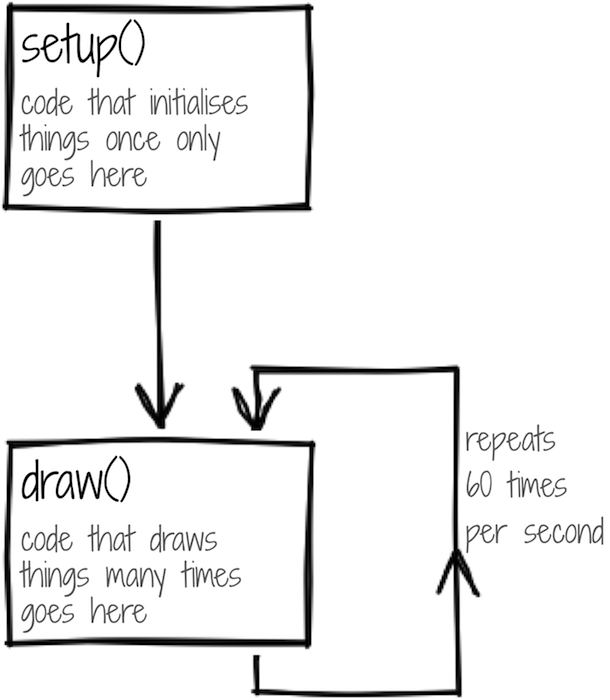 setup()
code that initialises
things once only
goes here
draw()
code that draws
things many times
goes here
repeats
60 times
per second